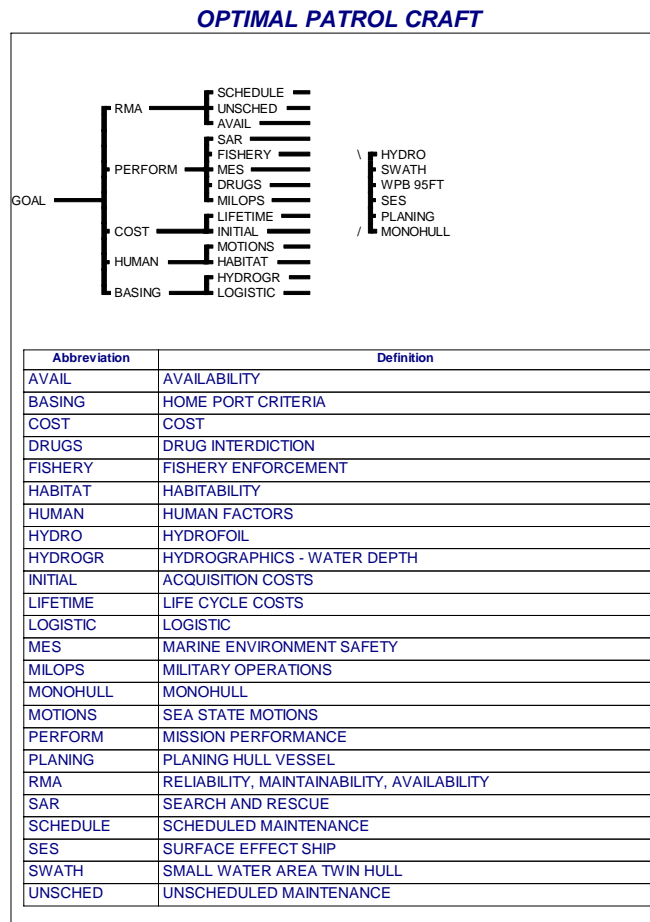 OPTIMAL PATROL CRAFT
SCHEDULE
RMA UNSCHED
AVAIL
SAR
FISHERY \ HYDRO
PERFORM MES SWATH
DRUGS WPB 95FT
GOAL MILOPS SES
LIFETIME PLANING
COST INITIAL / MONOHULL
MOTIONS
HUMAN HABITAT
HYDROGR
BASING LOGISTIC
Abbreviation Definition
AVAIL AVAILABILITY
BASING HOME PORT CRITERIA
COST COST
DRUGS DRUG INTERDICTION
FISHERY FISHERY ENFORCEMENT
HABITAT HABITABILITY
HUMAN HUMAN FACTORS
HYDRO HYDROFOIL
HYDROGR HYDROGRAPHICS - WATER DEPTH
INITIAL ACQUISITION COSTS
LIFETIME LIFE CYCLE COSTS
LOGISTIC LOGISTIC
MES MARINE ENVIRONMENT SAFETY
MILOPS MILITARY OPERATIONS
MONOHULL MONOHULL
MOTIONS SEA STATE MOTIONS
PERFORM MISSION PERFORMANCE
PLANING PLANING HULL VESSEL
RMA RELIABILITY, MAINTAINABILITY, AVAILABILITY
SAR SEARCH AND RESCUE
SCHEDULE SCHEDULED MAINTENANCE
SES SURFACE EFFECT SHIP
SWATH SMALL WATER AREA TWIN HULL
UNSCHED UNSCHEDULED MAINTENANCE